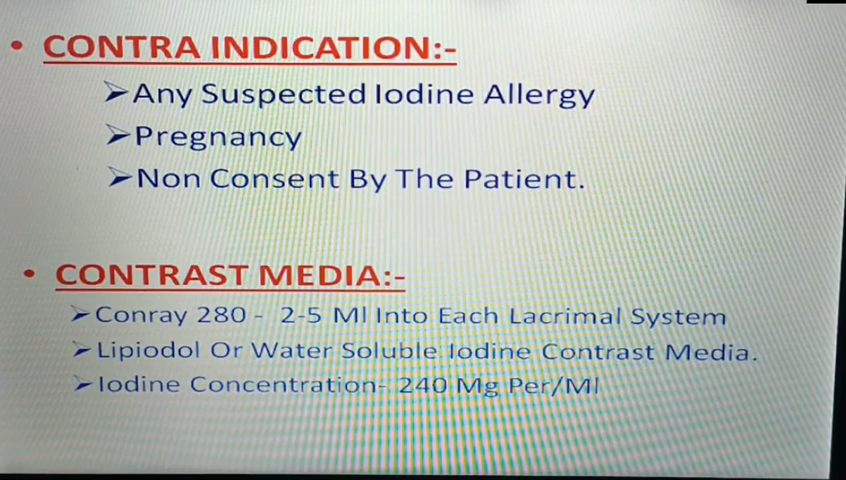 • CONTRA INDICATION:-
➢Any Suspected Iodine Allergy
➢Pregnancy
➢Non Consent By The Patient.
• CONTRAST MEDIA:-
➢Conray 280 - 2-5 Ml Into Each Lacrimal System
➢Lipiodol Or Water Soluble Iodine Contrast Media.
➢Iodine Concentration- 240 Mg Per/Ml